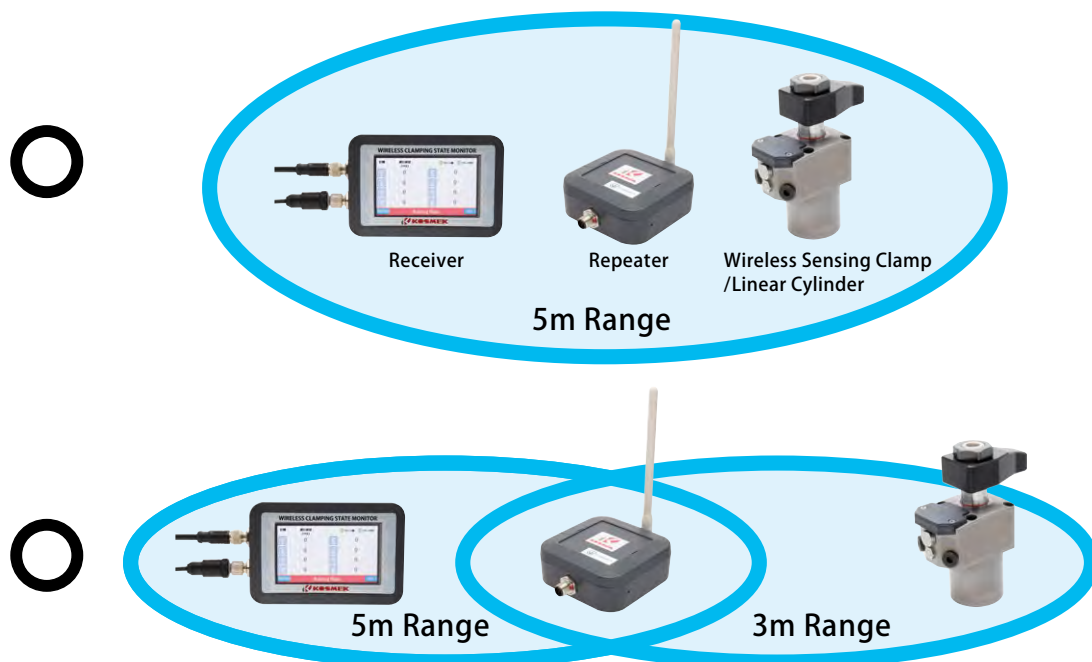 WIRELESS CLAMPING STATE MONITOR
KOSMEK
Receiver
Repeater
Wireless Sensing Clamp
/Linear Cylinder
5m Range
WIRELESS CLAMPING STATE MONITOR
KOSMEK
5m Range
3m Range